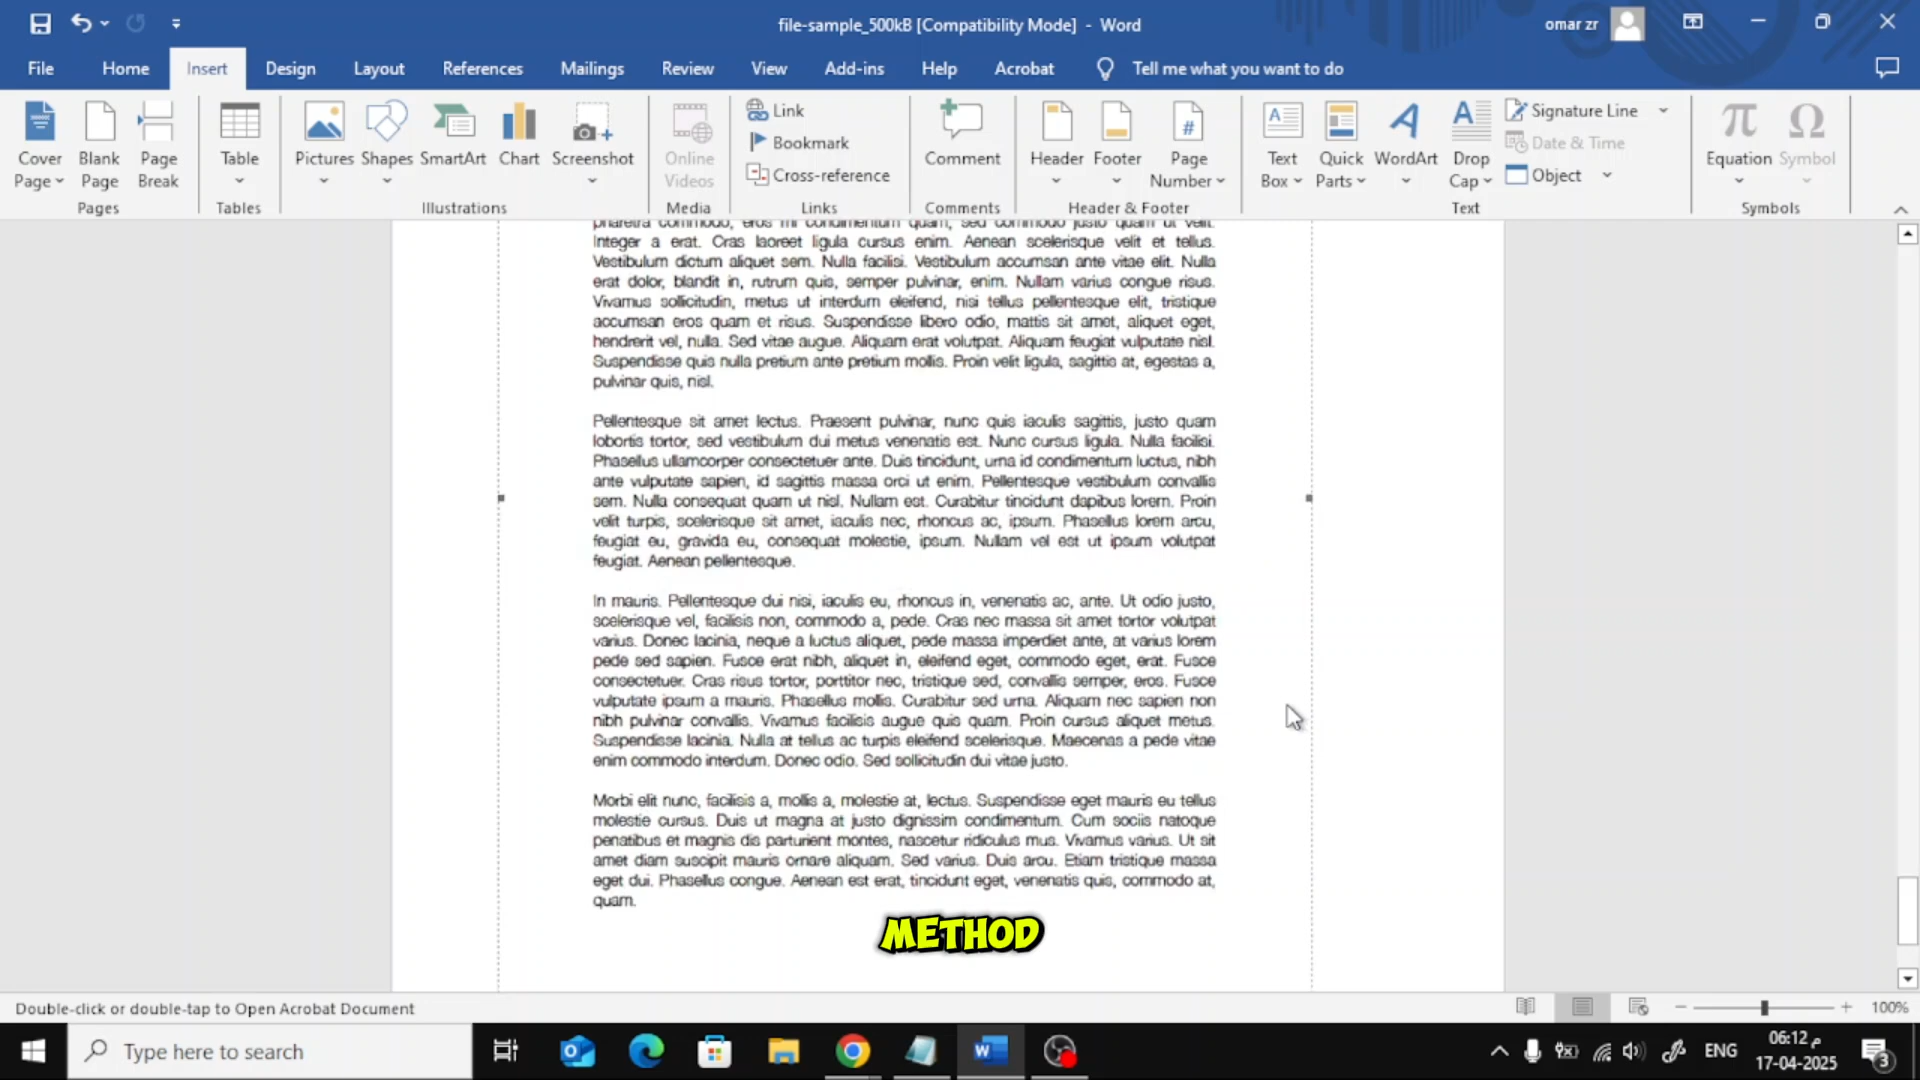 file-sample_500kB [Compatibility Mode] - Word
omar zr
File Home Insert Design Layout References Mailings Review View Add-ins Help Acrobat Tell me what you want to do
Cover Page
Blank Page
Page Break
Pages
Table
Tables
Pictures
Shapes
SmartArt
Chart
Screenshot
Illustrations
Online Videos
Media
Link
Bookmark
Cross-reference
Links
Comment
Comments
Header
Footer
Page Number
Header & Footer
Text Box
Quick Parts
WordArt
Drop Cap
Signature Line
Date & Time
Object
Text
Equation
Symbol
Symbols
pharetra commodo, eros mi condimentum quam, sed commodo justo quam ut velit.
Integer a erat. Cras laoreet ligula cursus enim. Aenean scelerisque velit et tellus.
Vestibulum dictum aliquet sem. Nulla facilisi. Vestibulum accumsan ante vitae elit. Nulla
erat dolor, blandit in, rutrum quis, semper pulvinar, enim. Nullam varius congue risus.
Vivamus sollicitudin, metus ut interdum eleifend, nisi tellus pellentesque elit, tristique
accumsan eros quam et risus. Suspendisse libero odio, mattis sit amet, aliquet eget,
hendrerit vel, nulla. Sed vitae augue. Aliquam erat volutpat. Aliquam feugiat vulputate nisl.
Suspendisse quis nulla pretium ante pretium mollis. Proin velit ligula, sagittis at, egestas a,
pulvinar quis, nisl.
Pellentesque sit amet lectus. Praesent pulvinar, nunc quis iaculis sagittis, justo quam
lobortis tortor, sed vestibulum dui metus venenatis est. Nunc cursus ligula. Nulla facilisi.
Phasellus ullamcorper consectetuer ante. Duis tincidunt, urna id condimentum luctus, nibh
ante vulputate sapien, id sagittis massa orci ut enim. Pellentesque vestibulum convallis
sem. Nulla consequat quam ut nisl. Nullam est. Curabitur tincidunt dapibus lorem. Proin
velit turpis, scelerisque sit amet, iaculis nec, rhoncus ac, ipsum. Phasellus lorem arcu,
feugiat eu, gravida eu, consequat molestie, ipsum. Nullam vel est ut ipsum volutpat
feugiat. Aenean pellentesque.
In mauris. Pellentesque dui nisi, iaculis eu, rhoncus in, venenatis ac, ante. Ut odio justo,
scelerisque vel, facilisis non, commodo a, pede. Cras nec massa sit amet tortor volutpat
varius. Donec lacinia, neque a luctus aliquet, pede massa imperdiet ante, at varius lorem
pede sed sapien. Fusce erat nibh, aliquet in, eleifend eget, commodo eget, erat. Fusce
consectetuer. Cras risus tortor, porttitor nec, tristique sed, convallis semper, eros. Fusce
vulputate ipsum a mauris. Phasellus mollis. Curabitur sed urna. Aliquam nec sapien non
nibh pulvinar convallis. Vivamus facilisis augue quis quam. Proin cursus aliquet metus.
Suspendisse lacinia. Nulla at tellus ac turpis eleifend scelerisque. Maecenas a pede vitae
enim commodo interdum. Donec odio. Sed sollicitudin dui vitae justo.
Morbi elit nunc, facilisis a, mollis a, molestie at, lectus. Suspendisse eget mauris eu tellus
molestie cursus. Duis ut magna at justo dignissim condimentum. Cum sociis natoque
penatibus et magnis dis parturient montes, nascetur ridiculus mus. Vivamus varius. Ut sit
amet diam suscipit mauris ornare aliquam. Sed varius. Duis arcu. Etiam tristique massa
eget dui. Phasellus congue. Aenean est erat, tincidunt eget, venenatis quis, commodo at,
quam.
METHOD
Double-click or double-tap to Open Acrobat Document
100%
Type here to search
ENG
06:12 م
17-04-2025
3